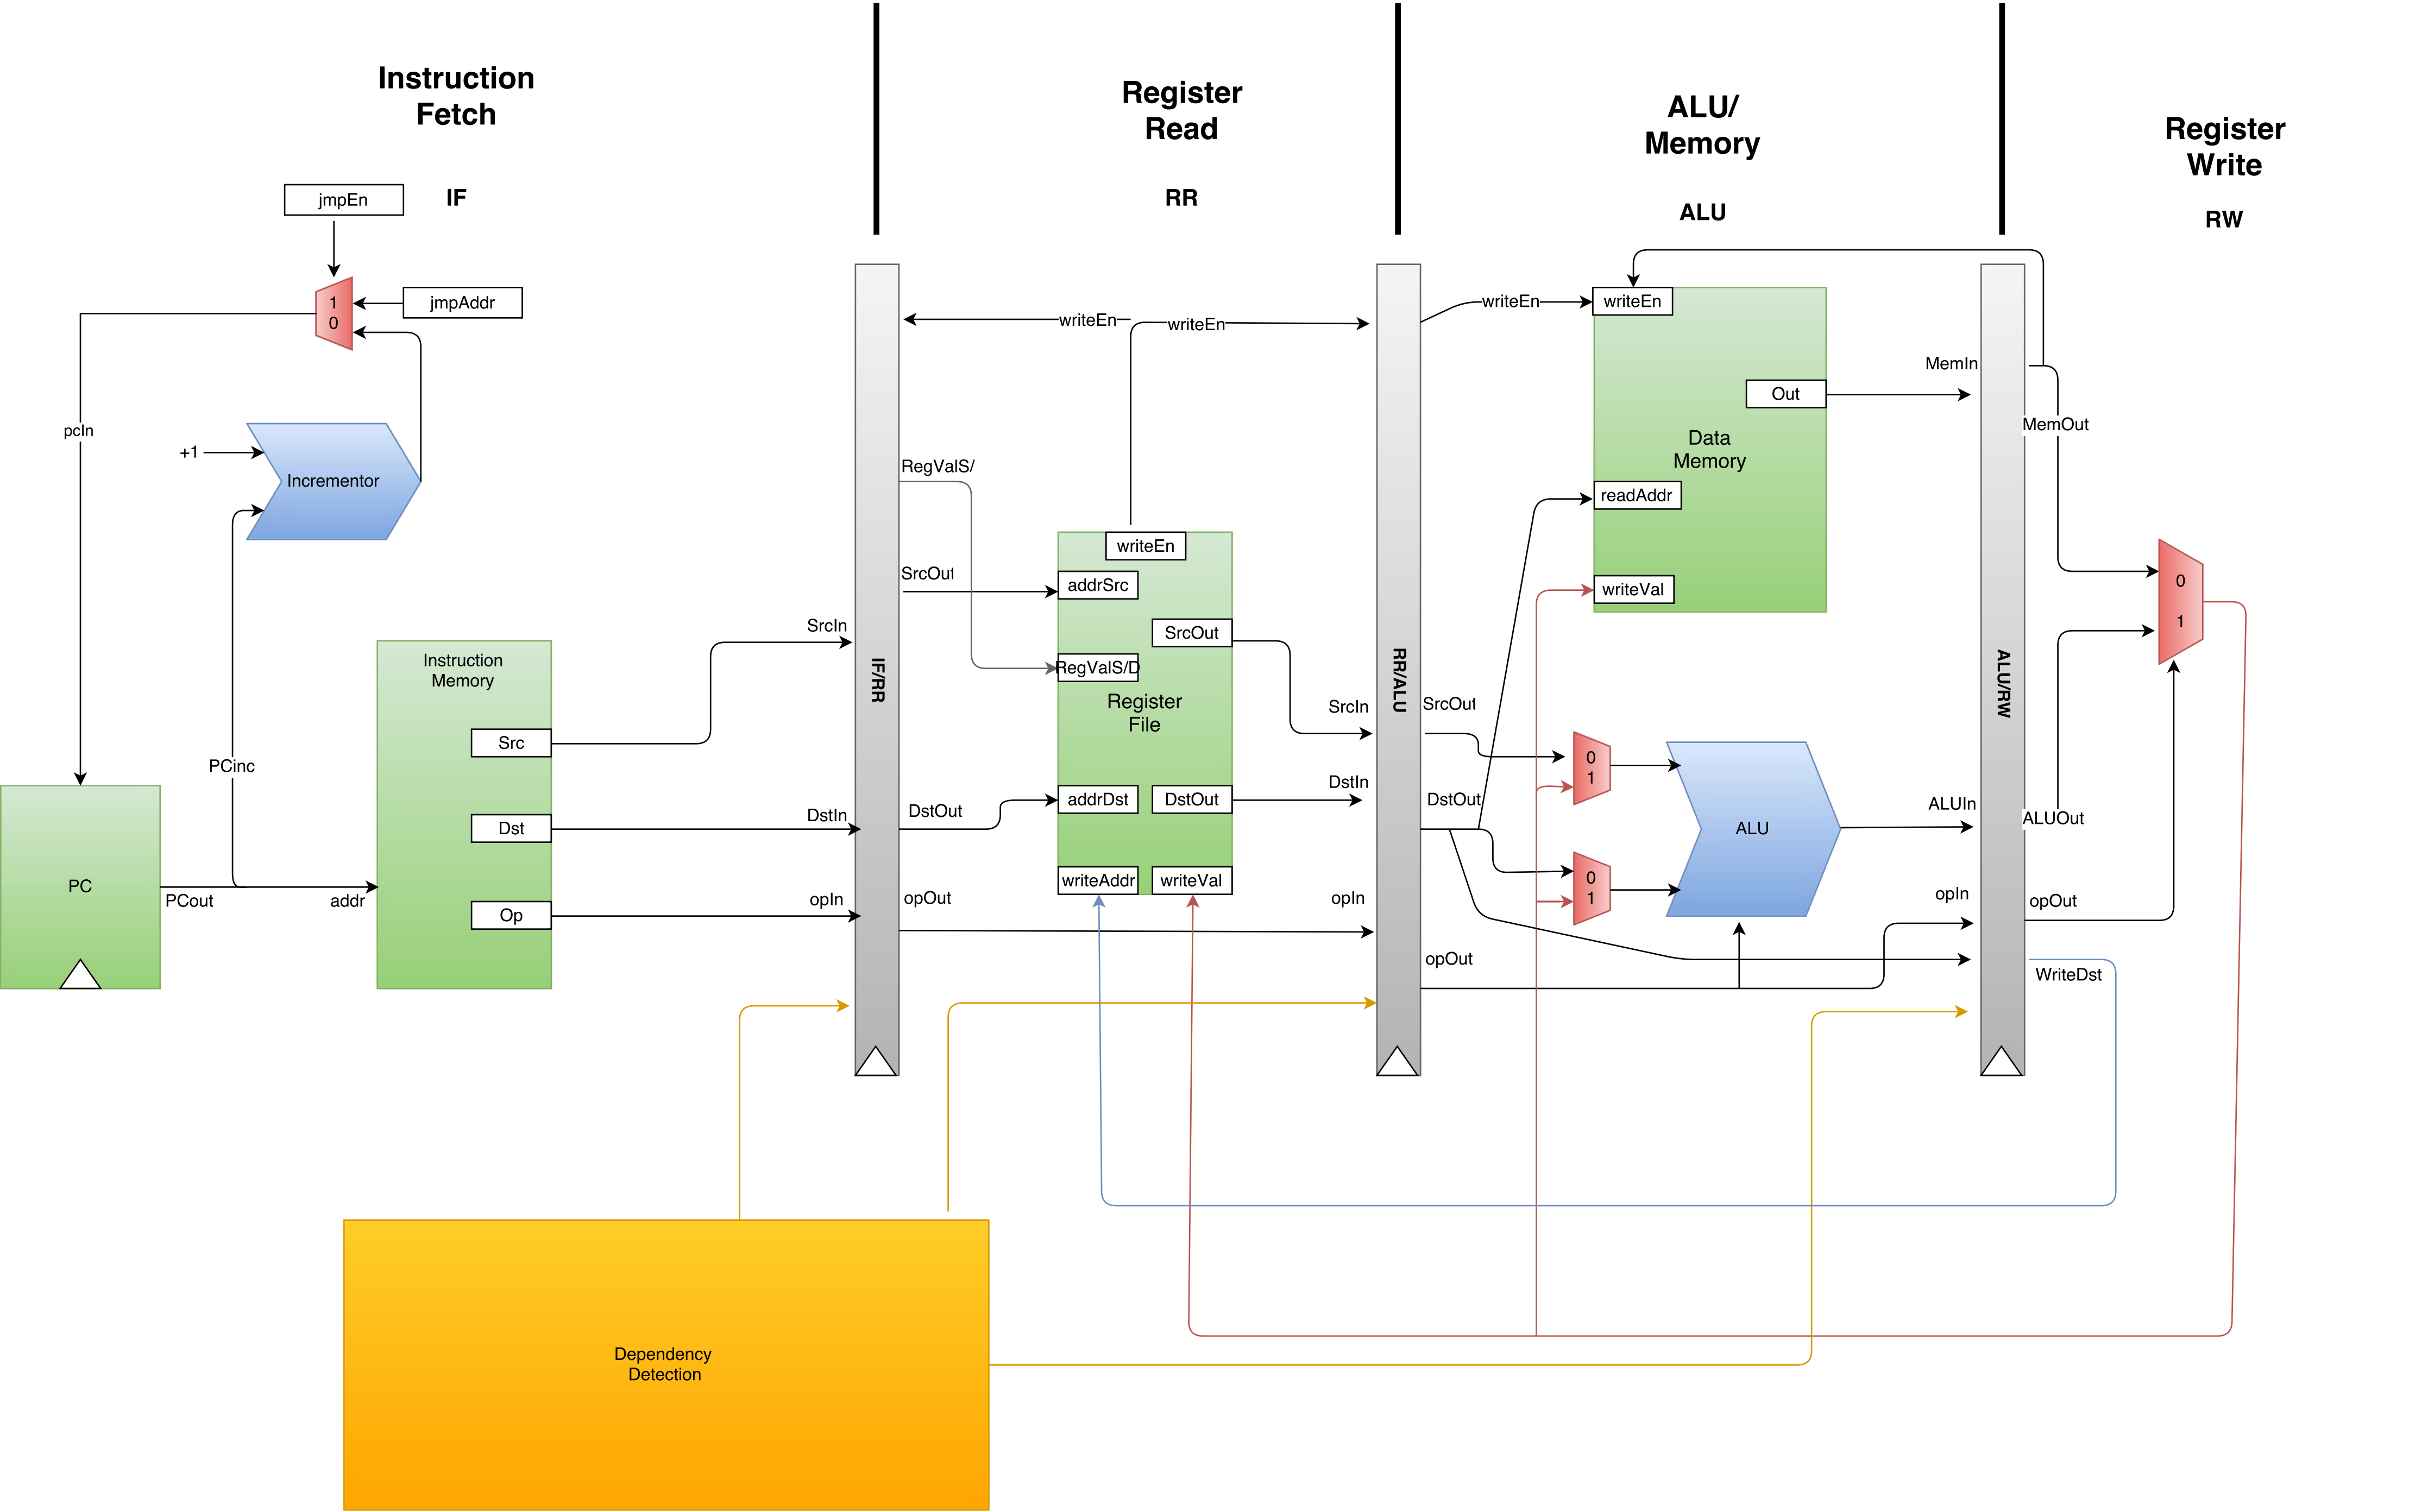 Instruction
Fetch
IF
Register
Read
RR
ALU/
Memory
ALU
Register
Write
RW
jmpEn
1
0
jmpAddr
pcIn
+1
Incrementor
PCinc
PC
PCout
addr
Instruction
Memory
Src
Dst
Op
SrcIn
DstIn
opIn
IF/RR
writeEn
writeEn
RegValS/
SrcOut
DstOut
opOut
writeEn
addrSrc
SrcOut
RegValS/D
Register
File
addrDst
DstOut
writeAddr
writeVal
SrcIn
DstIn
opIn
RR/ALU
writeEn
SrcOut
DstOut
opOut
writeEn
Out
Data
Memory
readAddr
writeVal
0
1
0
1
ALU
MemIn
ALUIn
opIn
ALU/RW
MemOut
ALUOut
opOut
WriteDst
0
1
Dependency
Detection